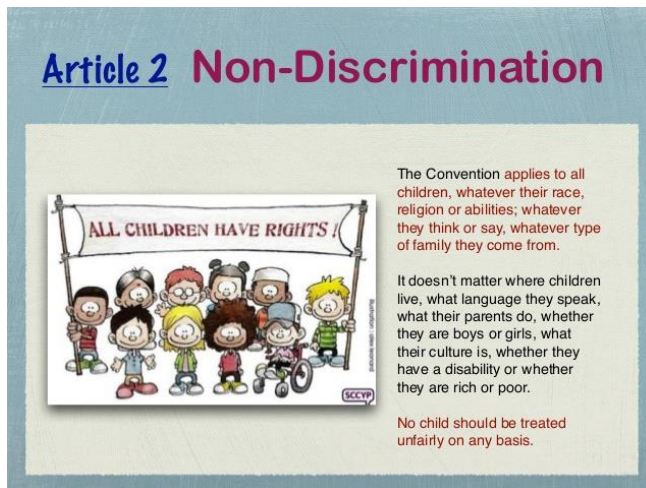 Article 2 Non-Discrimination
ALL CHILDREN HAVE RIGHTS !
The Convention applies to all
children, whatever their race,
religion or abilities; whatever
they think or say, whatever type
of family they come from.
It doesn't matter where children
live, what language they speak,
what their parents do, whether
they are boys or girls, what
their culture is, whether they
have a disability or whether
they are rich or poor.
No child should be treated
unfairly on any basis.
SCCYP